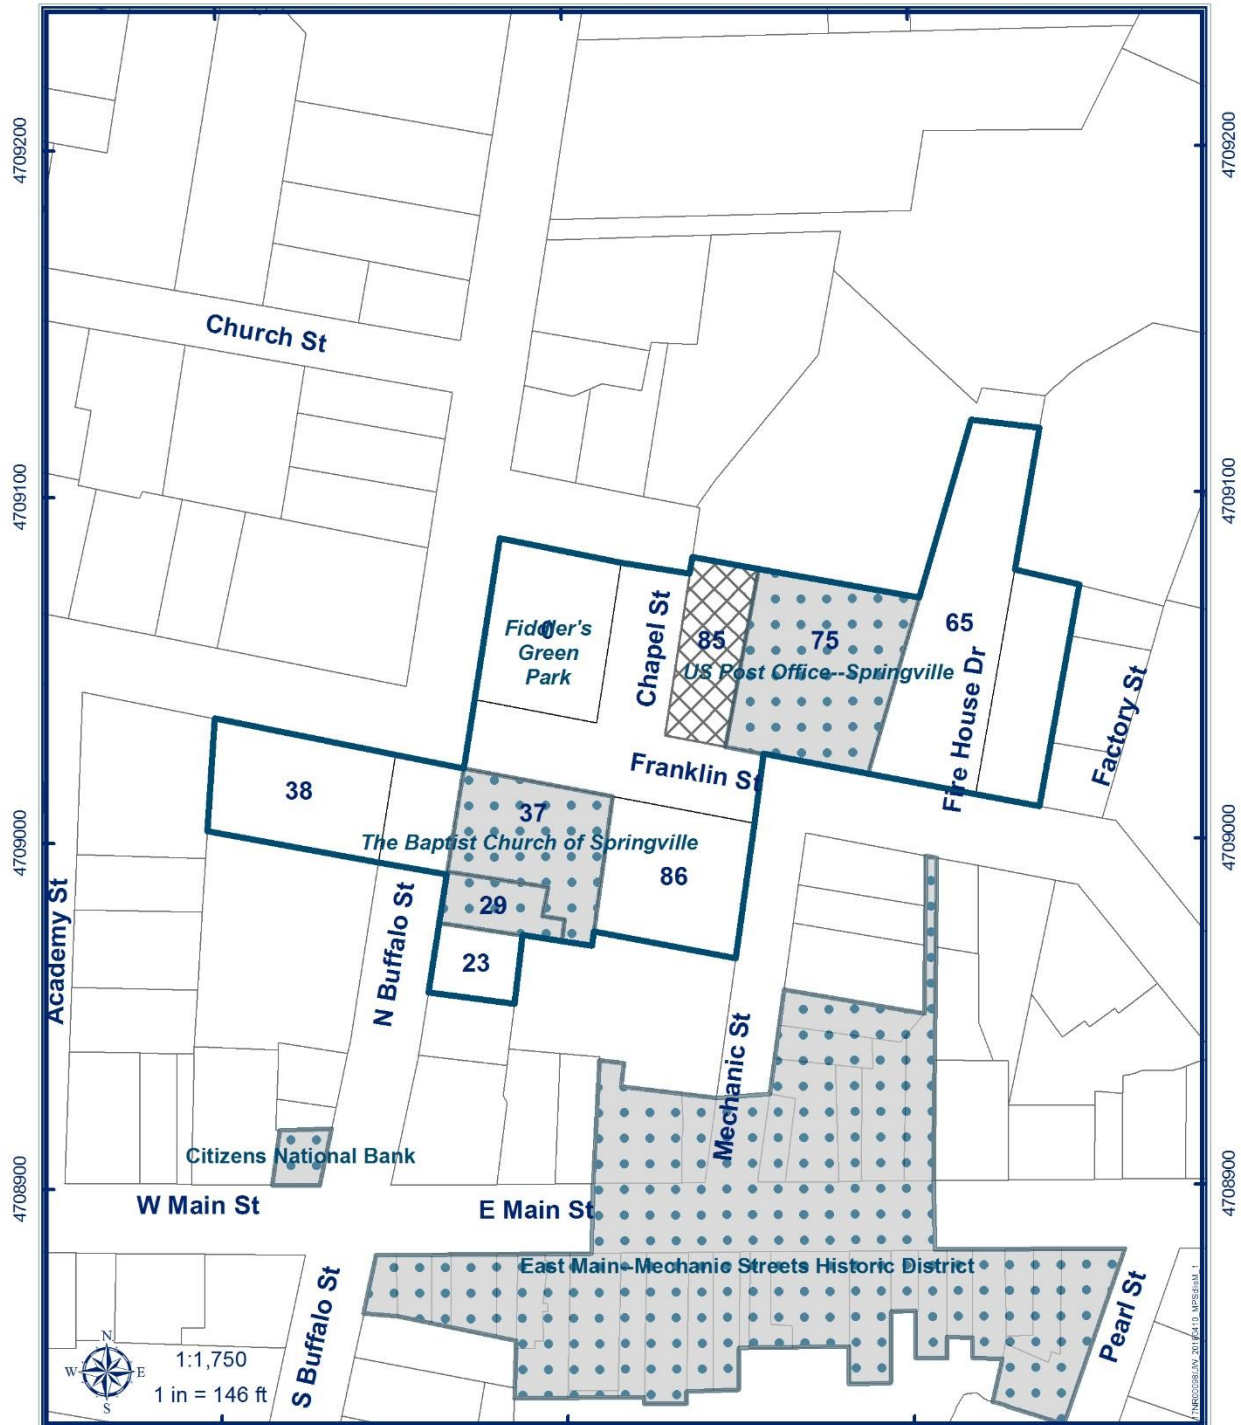 4709200
4709200
Church St
4709100
4709100
Fiddler's
Green
Park
0
Chapel St
85
75
65
US Post Office--Springville
Fire House Dr
Factory St
Franklin St
38
37
The Baptist Church of Springville
86
29
23
4709000
4709000
Academy St
N Buffalo St
Mechanic St
Citizens National Bank
4708900
4708900
W Main St
E Main St
East Main--Mechanic Streets Historic District
S Buffalo St
Pearl St
N
W
E
S
1:1,750
1 in = 146 ft